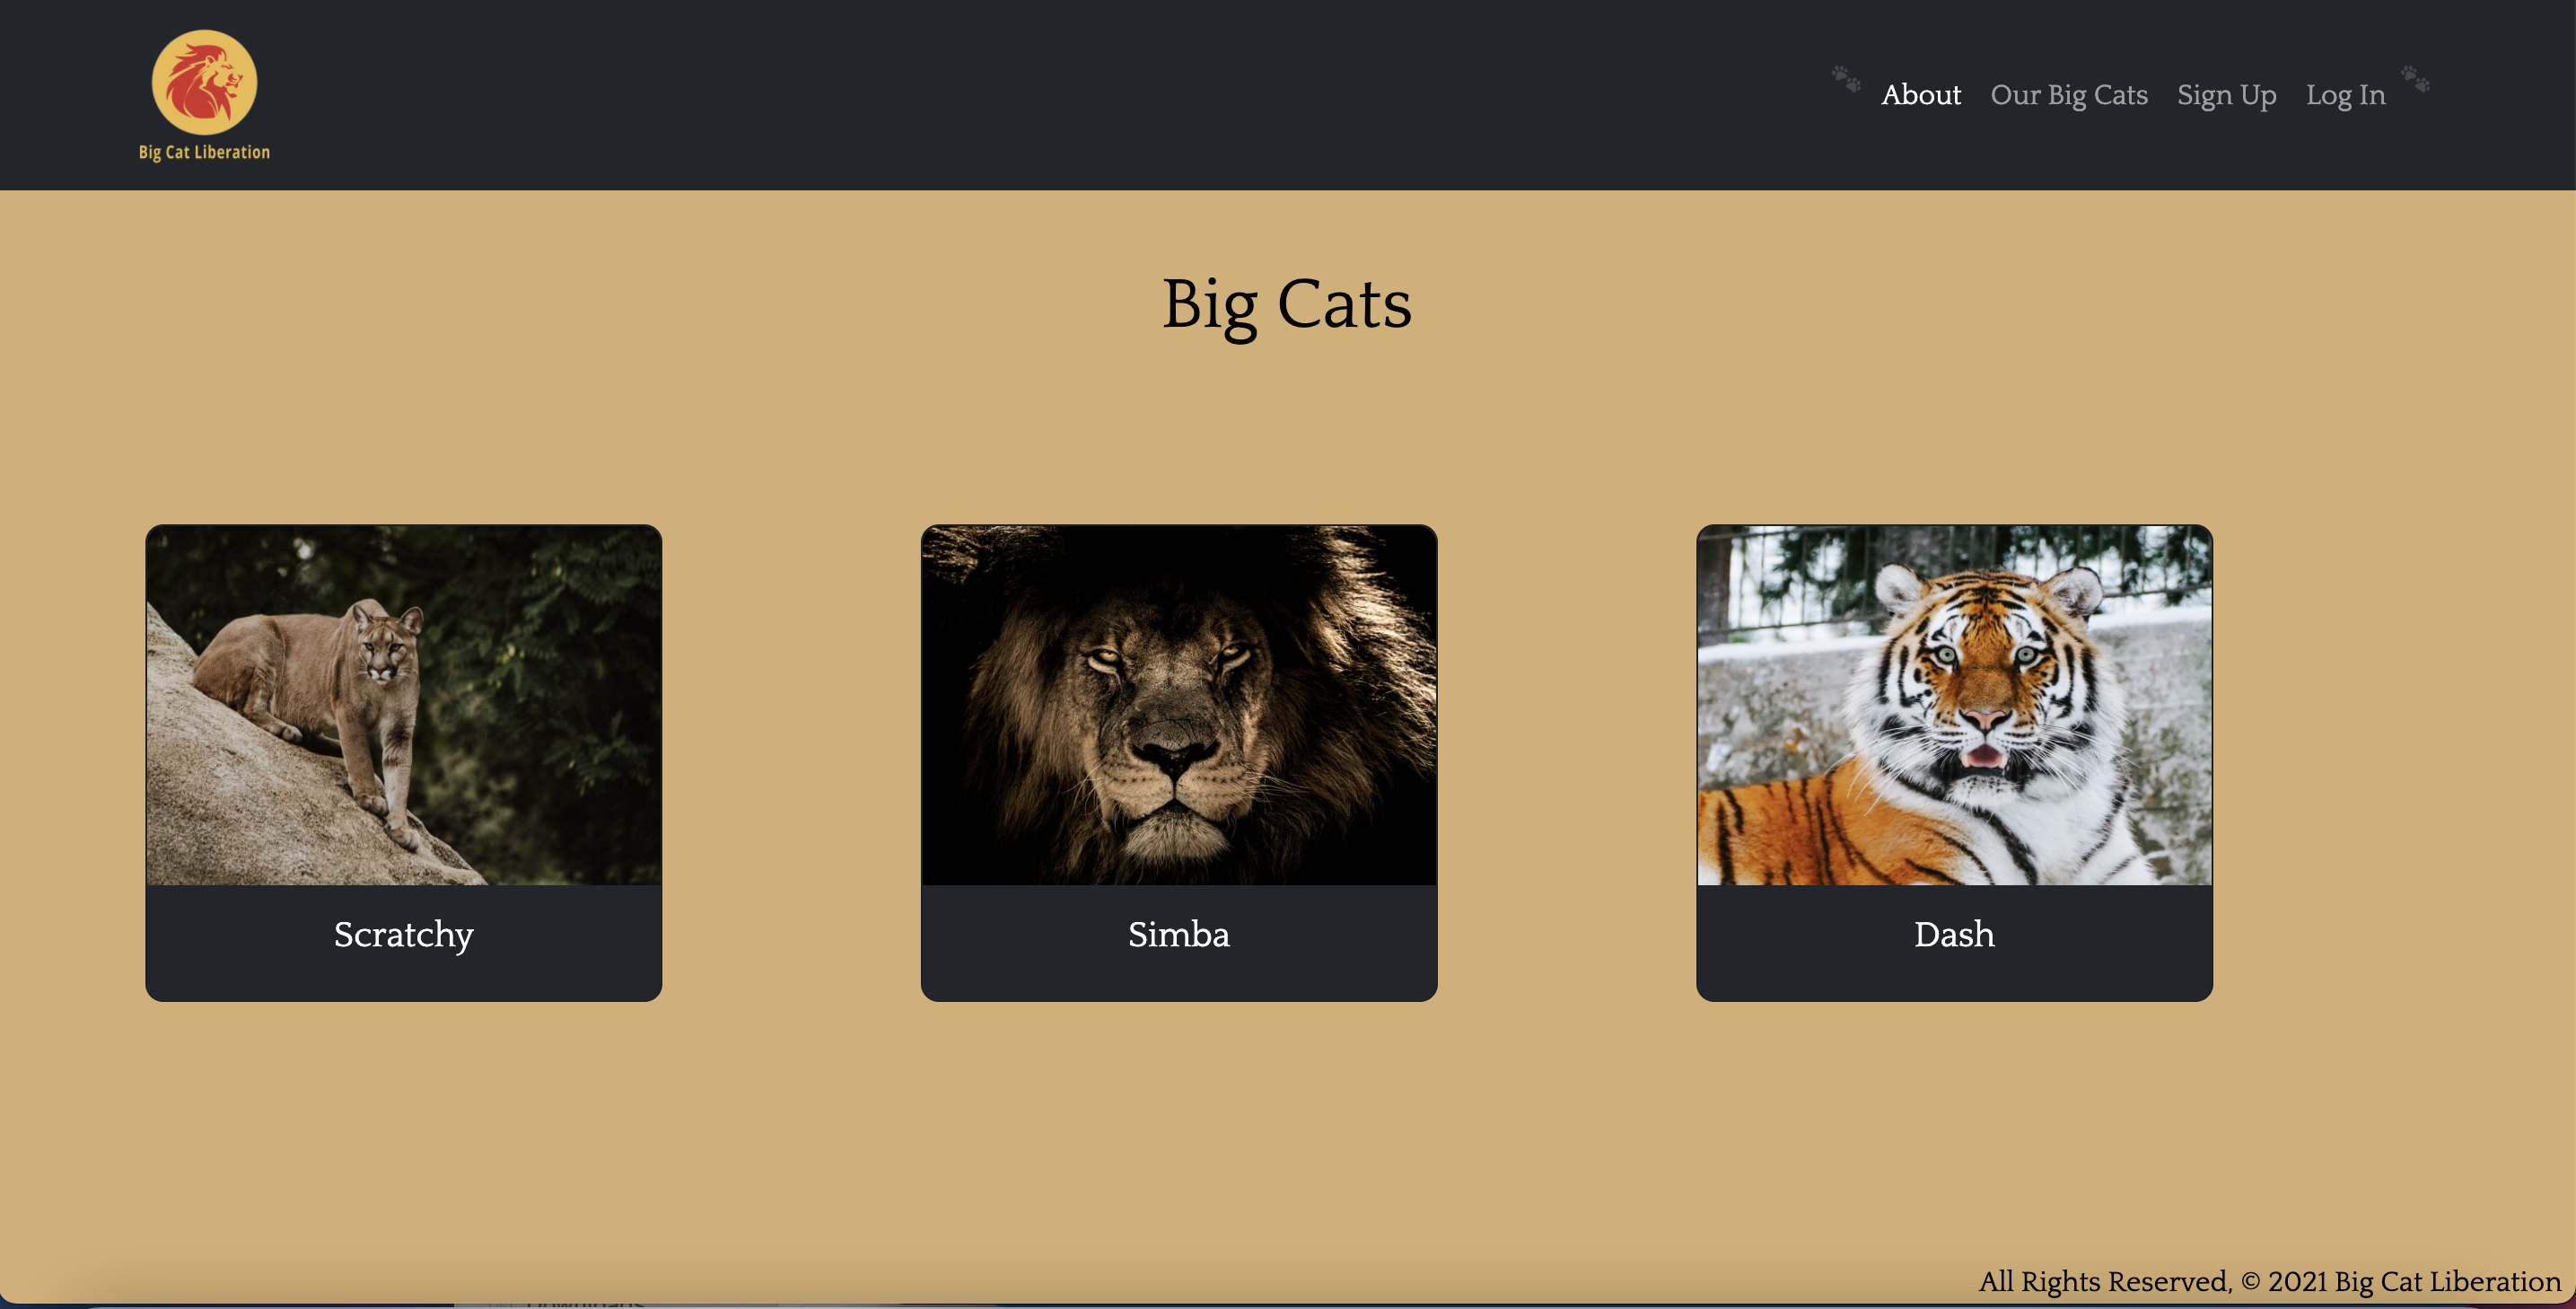 Big Cat Liberation
About Our Big Cats Sign Up Log In
Big Cats
Scratchy
Simba
Dash
All Rights Reserved, © 2021 Big Cat Liberation